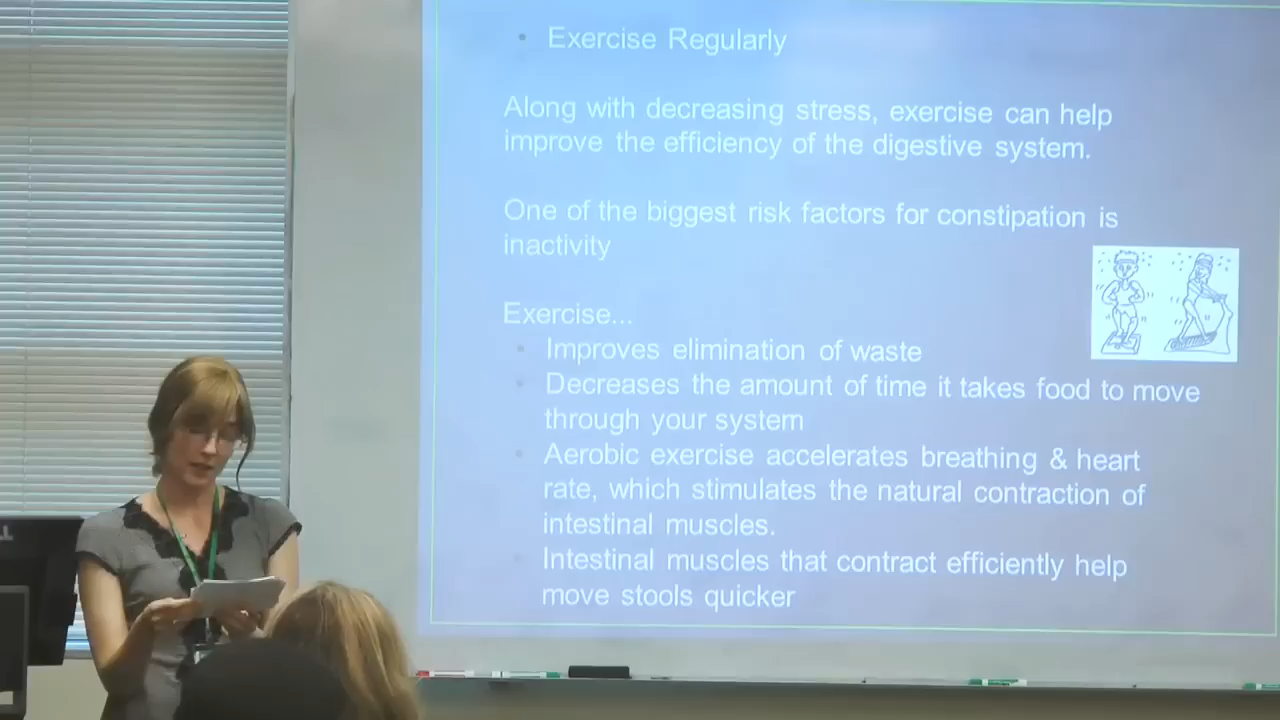 • Exercise Regularly
Along with decreasing stress, exercise can help
improve the efficiency of the digestive system.
One of the biggest risk factors for constipation is
inactivity
Exercise...
• Improves elimination of waste
• Decreases the amount of time it takes food to move
through your system
• Aerobic exercise accelerates breathing & heart
rate, which stimulates the natural contraction of
intestinal muscles.
• Intestinal muscles that contract efficiently help
move stools quicker